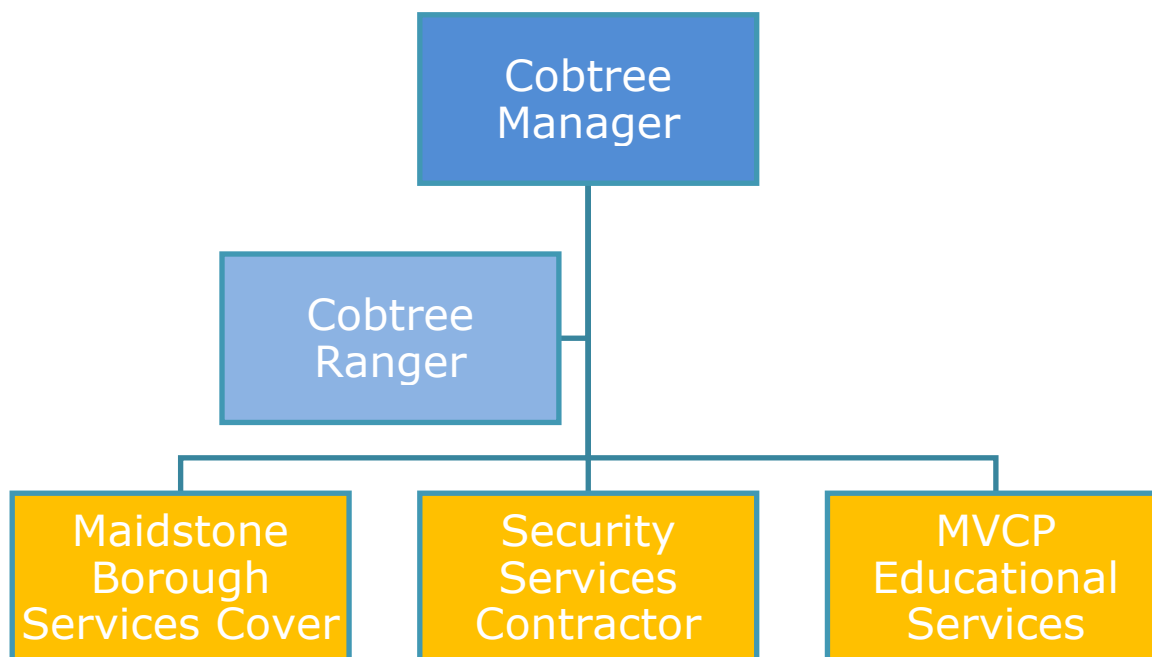 Cobtree
Manager
Cobtree
Ranger
Maidstone
Borough
Services Cover
Security
Services
Contractor
MVCP
Educational
Services